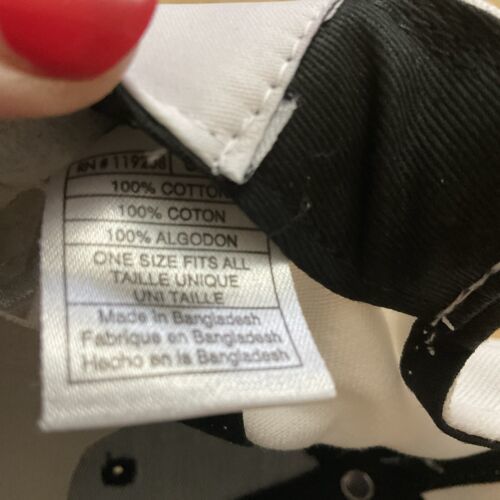 RN # 119238
100% COTTON
100% COTON
100% ALGODON
ONE SIZE FITS ALL
TAILLE UNIQUE
UNI TAILLE
Made in Bangladesh
Fabrique en Bangladesh
Hecho en la Bangladesh